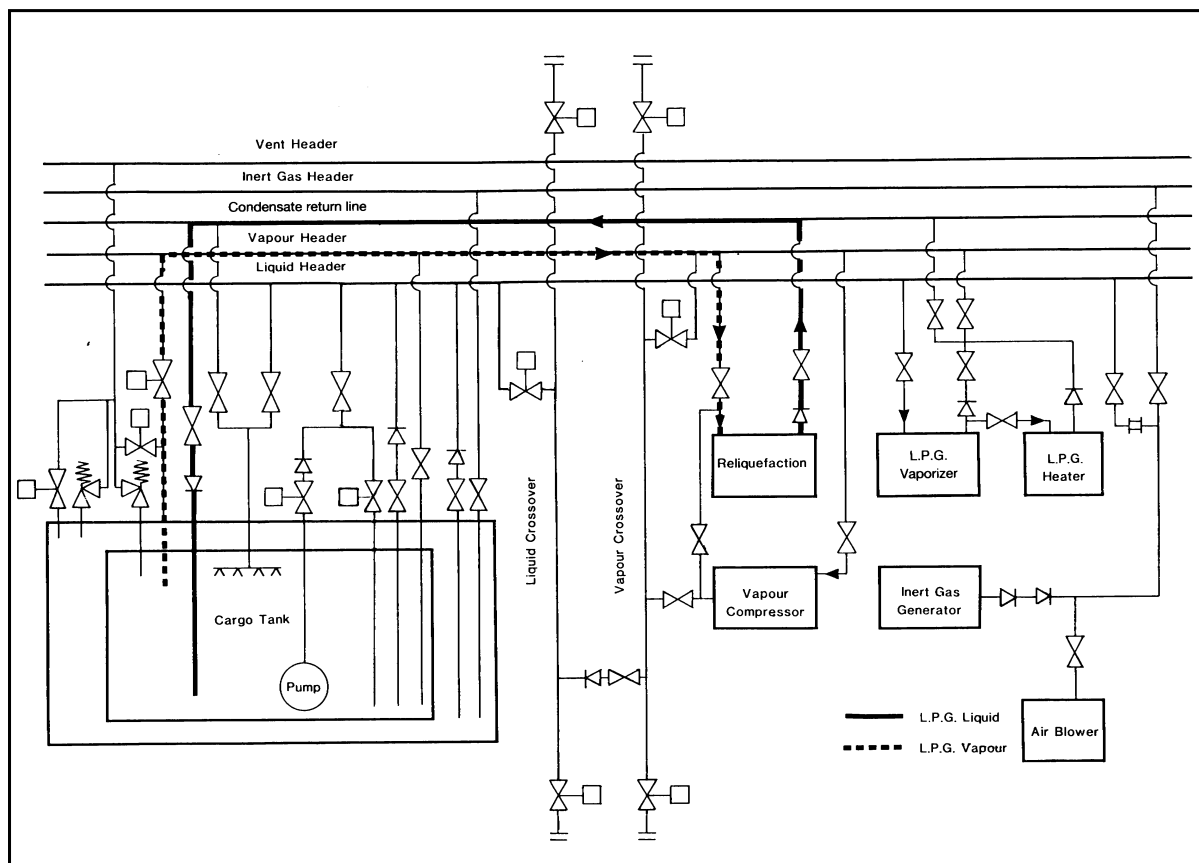 Vent Header
Inert Gas Header
Condensate return line
Vapour Header
Liquid Header
Liquid Crossover
Vapour Crossover
Reliquefaction
L.P.G.
Vaporizer
L.P.G.
Heater
Vapour
Compressor
Inert Gas
Generator
Cargo Tank
Pump
Air Blower
L.P.G. Liquid
L.P.G. Vapour